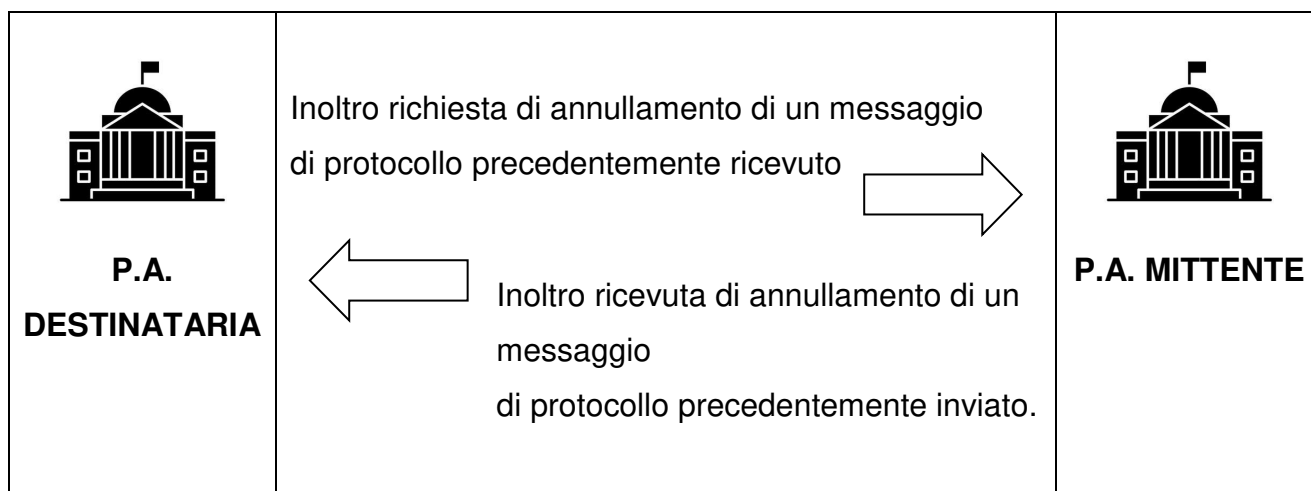 P.A.
DESTINATARIA
Inoltro richiesta di annullamento di un messaggio
di protocollo precedentemente ricevuto
Inoltro ricevuta di annullamento di un
messaggio
di protocollo precedentemente inviato.
P.A. MITTENTE